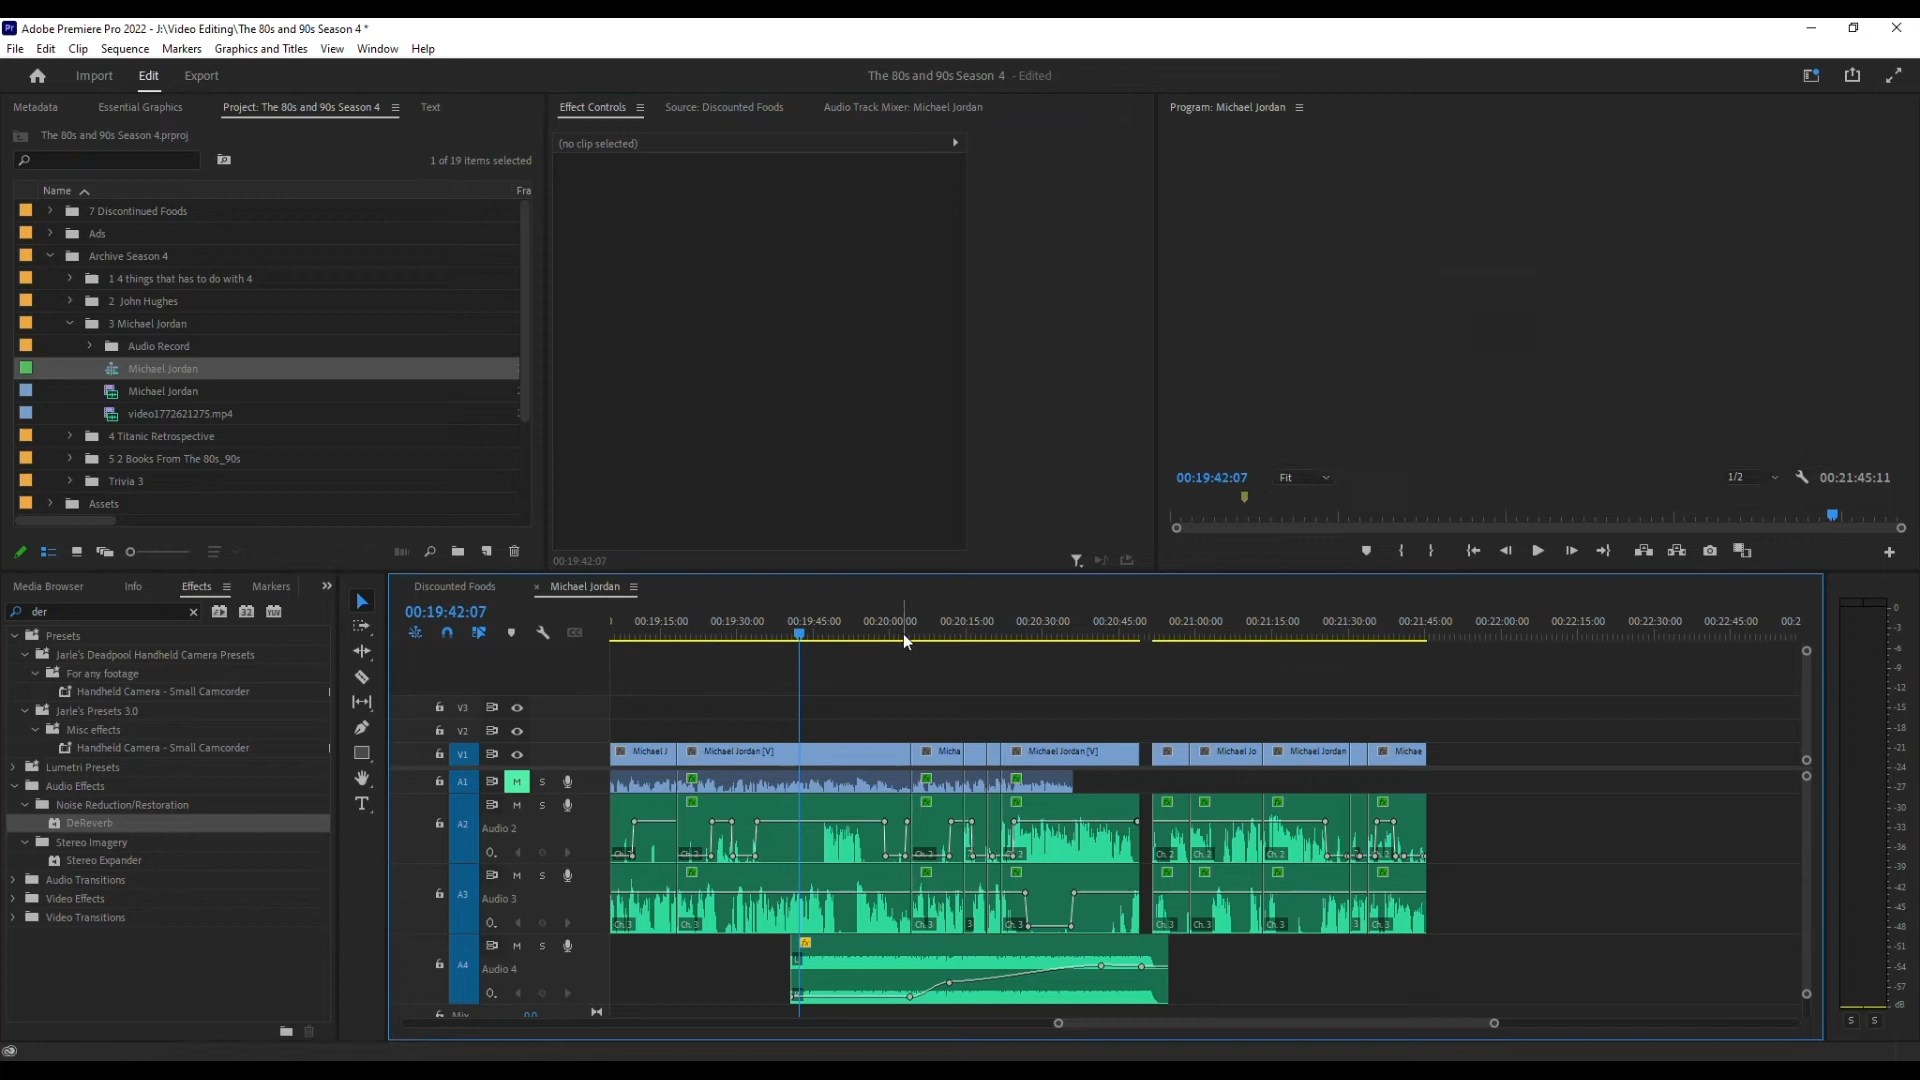 Adobe Premiere Pro 2022 - J:\Video Editing\The 80s and 90s Season 4 *
File Edit Clip Sequence Markers Graphics and Titles View Window Help
Import Edit Export
The 80s and 90s Season 4 - Edited
Metadata Essential Graphics Project: The 80s and 90s Season 4 Text
The 80s and 90s Season 4.prproj
1 of 19 items selected
Name Fra
7 Discontinued Foods
Ads
Archive Season 4
1 4 things that has to do with 4
2 John Hughes
3 Michael Jordan
Audio Record
Michael Jordan
Michael Jordan
video1772621275.mp4
4 Titanic Retrospective
5 2 Books From The 80s_90s
Trivia 3
Assets
Effect Controls Source: Discounted Foods Audio Track Mixer: Michael Jordan
(no clip selected)
00:19:42:07
Program: Michael Jordan
00:19:42:07 Fit 1/2 00:21:45:11
Media Browser Info Effects Markers
der
Presets
Jarle's Deadpool Handheld Camera Presets
For any footage
Handheld Camera - Small Camcorder
Jarle's Presets 3.0
Misc effects
Handheld Camera - Small Camcorder
Lumetri Presets
Audio Effects
Noise Reduction/Restoration
DeReverb
Stereo Imagery
Stereo Expander
Audio Transitions
Video Effects
Video Transitions
Discounted Foods × Michael Jordan
00:19:42:07
00:19:15:00 00:19:30:00 00:19:45:00 00:20:00:00 00:20:15:00 00:20:30:00 00:20:45:00 00:21:00:00 00:21:15:00 00:21:30:00 00:21:45:00 00:22:00:00 00:22:15:00 00:22:30:00 00:22:45:00 00:2
V3
V2
V1 Michael J Michael Jordan [V] Micha Michael Jordan [V] Michael Jo Michael Jordan Michae
A1 M S
M S
A2 Audio 2
Ch. 2 Ch. 2 Ch. 2
M S
A3 Audio 3
Ch. 3 Ch. 3 Ch. 3 3 Ch. 3 Ch. 3 Ch. 3 Ch. 3 3 Ch. 3
M S
A4 Audio 4
Mix 0.0
0
-3
-6
-9
-12
-15
-18
-21
-24
-27
-30
-33
-36
-39
-42
-45
-48
-51
-54
-57
dB
S S